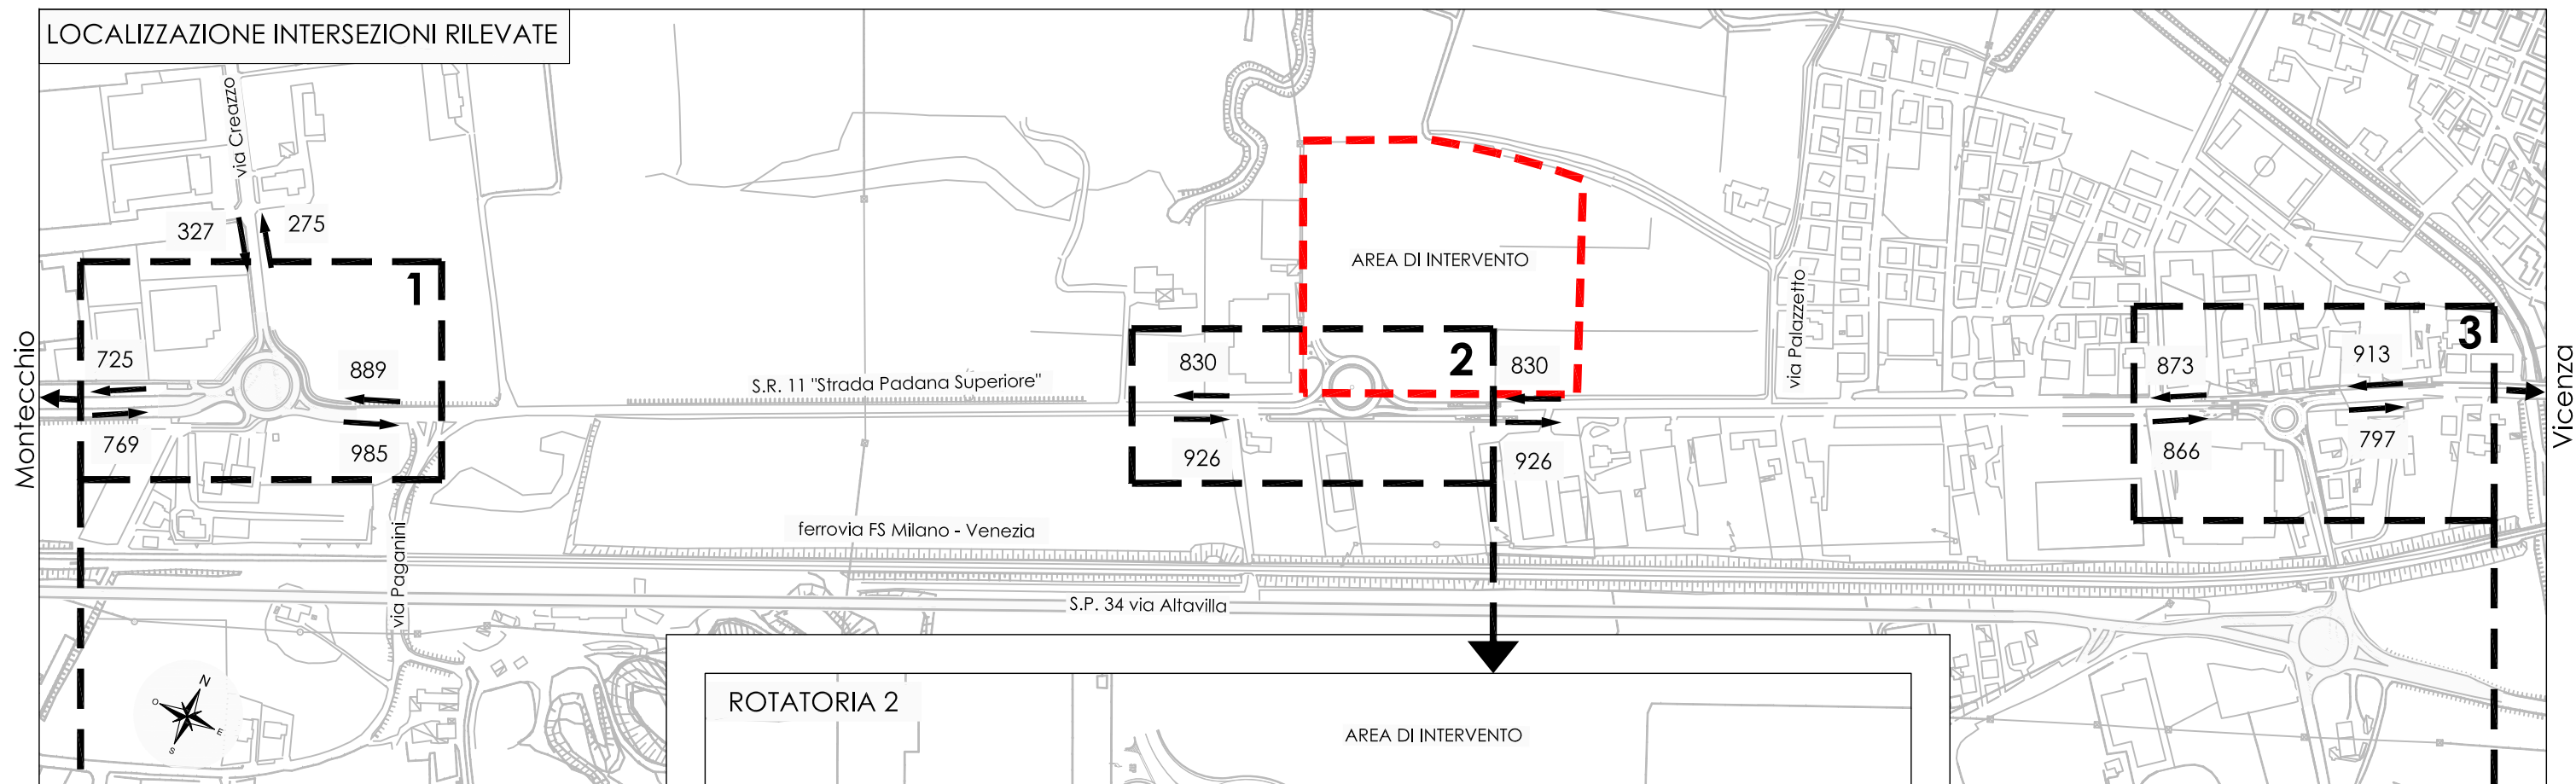 LOCALIZZAZIONE INTERSEZIONI RILEVATE
via Creazzo
327
275
1
AREA DI INTERVENTO
via Palazzetto
Montecchio
725
889
S.R. 11 "Strada Padana Superiore"
830
2
830
873
913
3
Vicenza
769
985
926
926
866
797
ferrovia FS Milano - Venezia
via Paganini
S.P. 34 via Altavilla
N
O
E
S
ROTATORIA 2
AREA DI INTERVENTO